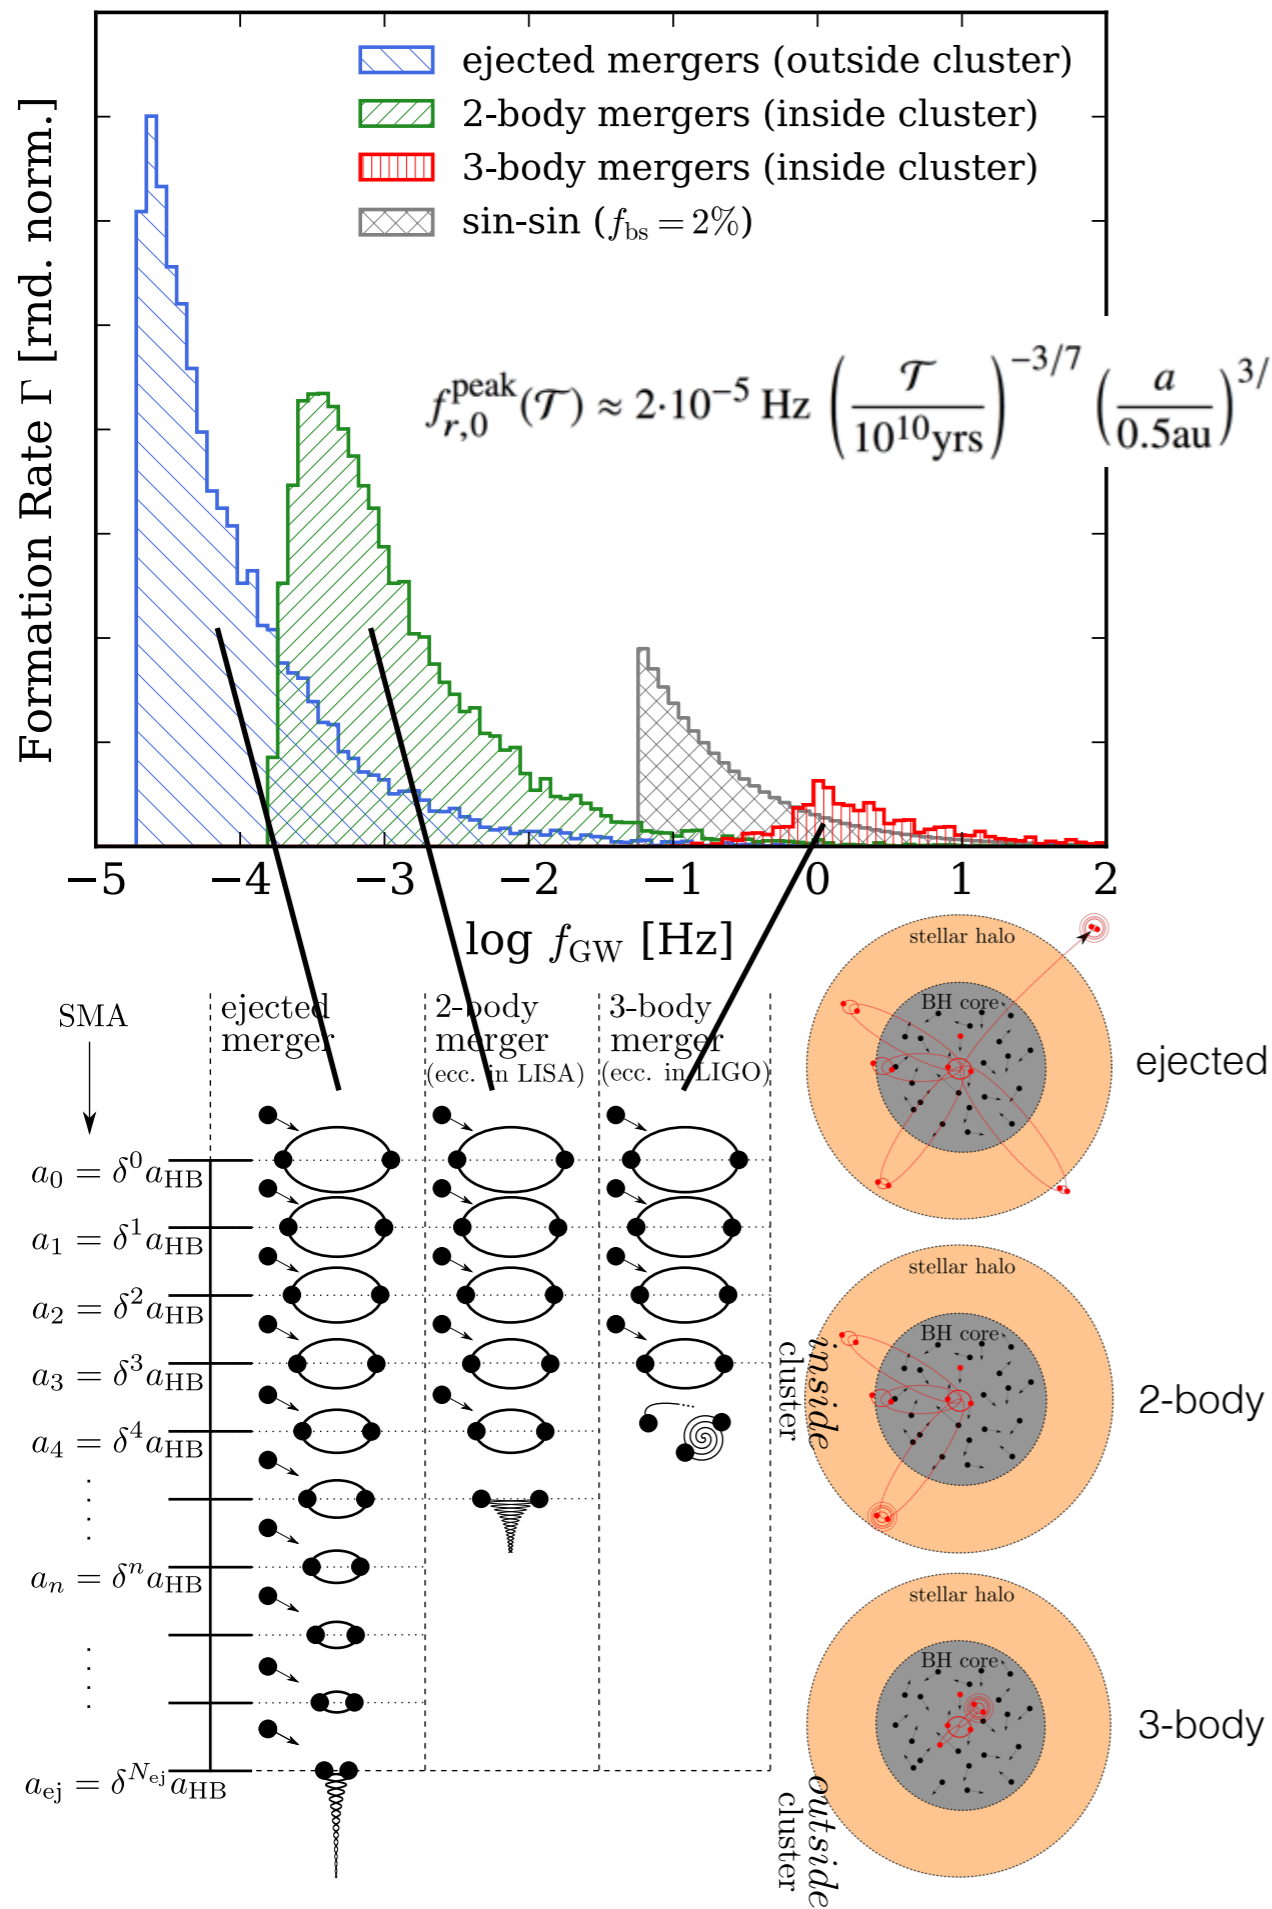 ejected mergers (outside cluster)
2-body mergers (inside cluster)
3-body mergers (inside cluster)
sin-sin (f_bs = 2%)
Formation Rate Γ [rnd. norm.]
f_{r,0}^{peak}(𝒯) ≈ 2·10^{−5} Hz (𝒯 / 10^{10}yrs)^{−3/7} (a / 0.5au)^{3/
−5 −4 −3 −2 −1 0 1 2
log f_GW [Hz]
SMA
ejected merger
2-body merger (ecc. in LISA)
3-body merger (ecc. in LIGO)
a_0 = δ^0 a_HB
a_1 = δ^1 a_HB
a_2 = δ^2 a_HB
a_3 = δ^3 a_HB
a_4 = δ^4 a_HB
a_n = δ^n a_HB
a_ej = δ^{N_ej} a_HB
inside cluster
outside cluster
stellar halo
BH core
ejected
stellar halo
BH core
2-body
stellar halo
BH core
3-body